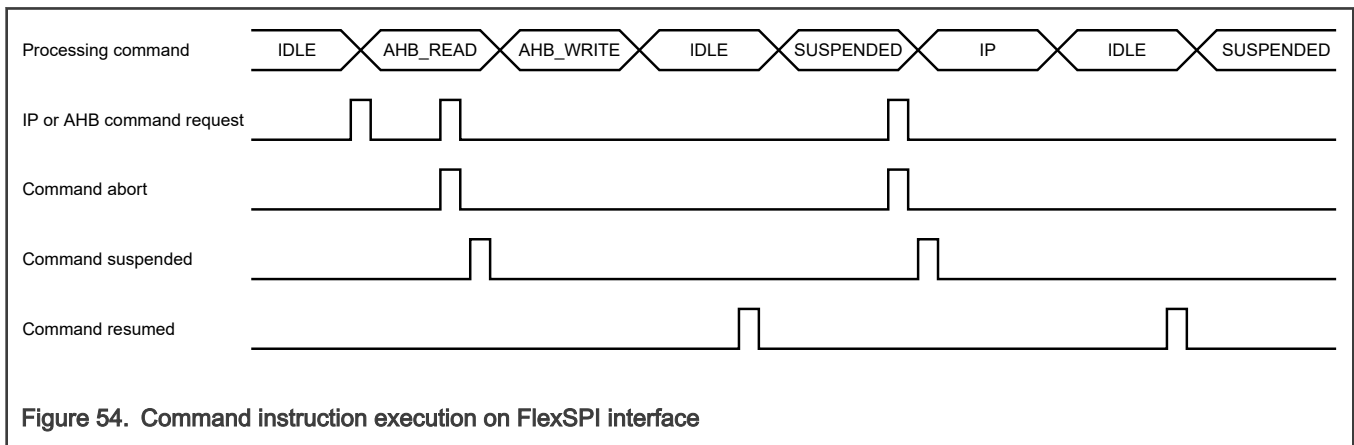 Processing command IDLE AHB_READ AHB_WRITE IDLE SUSPENDED IP IDLE SUSPENDED
IP or AHB command request
Command abort
Command suspended
Command resumed
Figure 54. Command instruction execution on FlexSPI interface